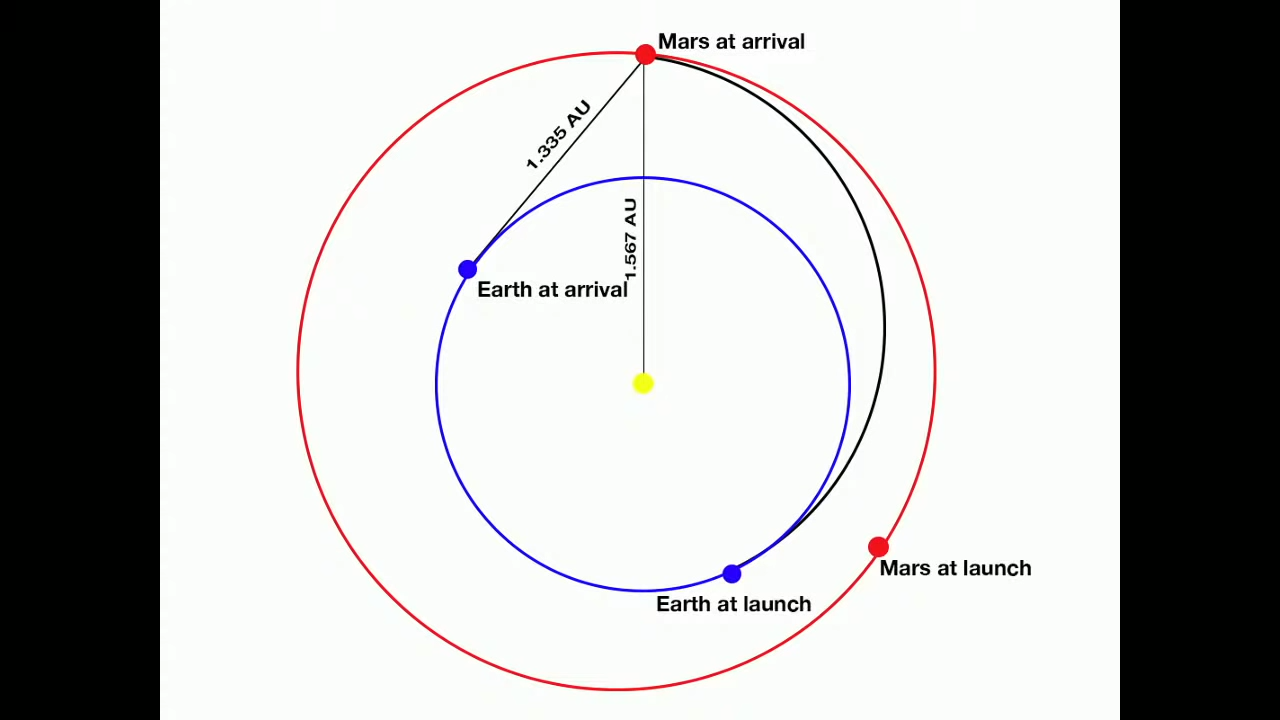 Mars at arrival
1.335 AU
1.567 AU
Earth at arrival
Mars at launch
Earth at launch